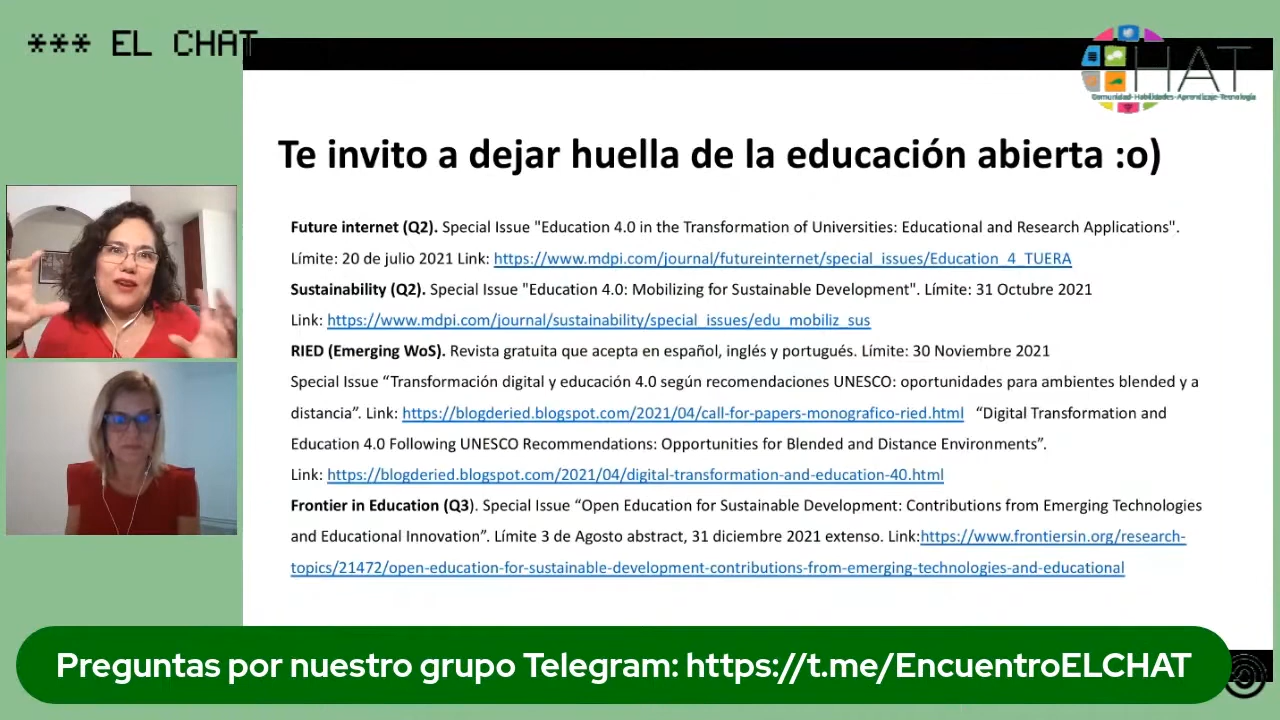 *** EL CHAT
HAT
Comunidad- Habilidades -Aprendizaje- Tecnología
Te invito a dejar huella de la educación abierta :o)
Future internet (Q2). Special Issue "Education 4.0 in the Transformation of Universities: Educational and Research Applications".
Límite: 20 de julio 2021 Link: https://www.mdpi.com/journal/futureinternet/special_issues/Education_4_TUERA
Sustainability (Q2). Special Issue "Education 4.0: Mobilizing for Sustainable Development". Límite: 31 Octubre 2021
Link: https://www.mdpi.com/journal/sustainability/special_issues/edu_mobiliz_sus
RIED (Emerging WoS). Revista gratuita que acepta en español, inglés y portugués. Límite: 30 Noviembre 2021
Special Issue “Transformación digital y educación 4.0 según recomendaciones UNESCO: oportunidades para ambientes blended y a
distancia”. Link: https://blogderied.blogspot.com/2021/04/call-for-papers-monografico-ried.html “Digital Transformation and
Education 4.0 Following UNESCO Recommendations: Opportunities for Blended and Distance Environments”.
Link: https://blogderied.blogspot.com/2021/04/digital-transformation-and-education-40.html
Frontier in Education (Q3). Special Issue “Open Education for Sustainable Development: Contributions from Emerging Technologies
and Educational Innovation”. Límite 3 de Agosto abstract, 31 diciembre 2021 extenso. Link:https://www.frontiersin.org/research-
topics/21472/open-education-for-sustainable-development-contributions-from-emerging-technologies-and-educational
Preguntas por nuestro grupo Telegram: https://t.me/EncuentroELCHAT